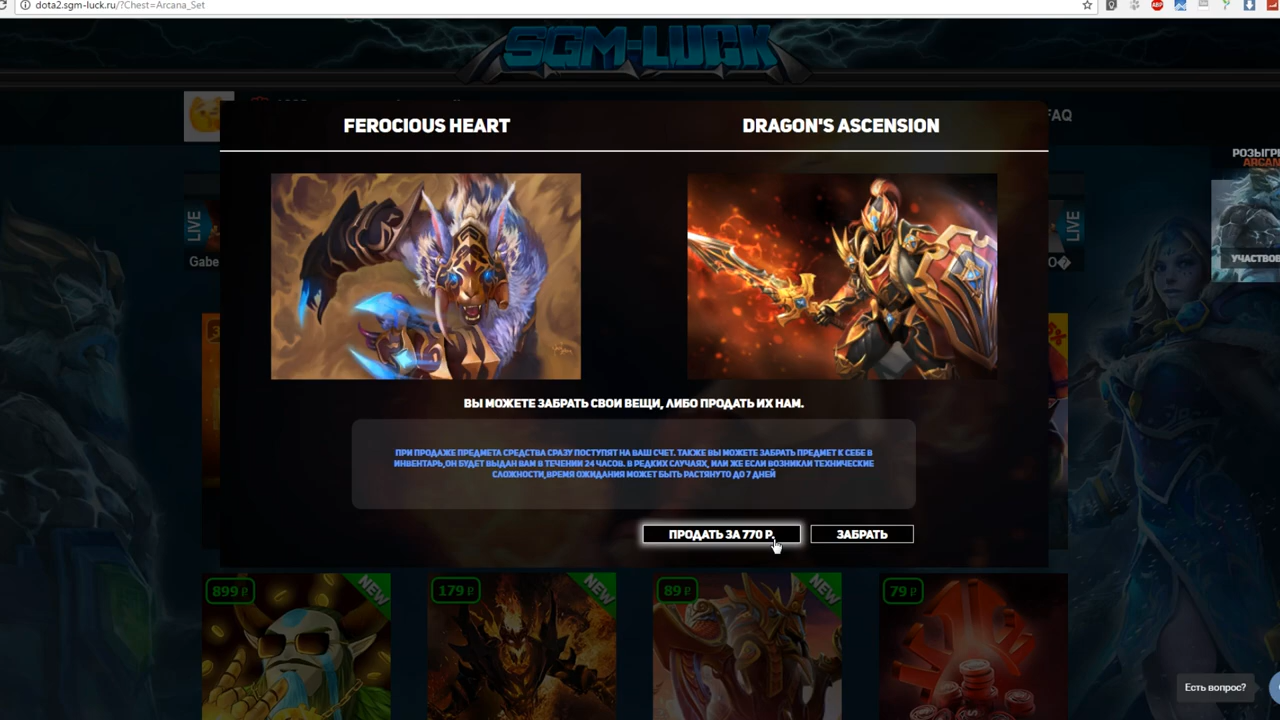 dota2.sgm-luck.ru/?Chest=Arcana_Set
SGM-LUCK
FAQ
FEROCIOUS HEART
DRAGON'S ASCENSION
РОЗЫГРЕ
ARCAN
LIVE
LIVE
Gabe
УЧАСТВОВ
ВЫ МОЖЕТЕ ЗАБРАТЬ СВОИ ВЕЩИ, ЛИБО ПРОДАТЬ ИХ НАМ.
ПРИ ПРОДАЖЕ ПРЕДМЕТА СРЕДСТВА СРАЗУ ПОСТУПЯТ НА ВАШ СЧЕТ. ТАКЖЕ ВЫ МОЖЕТЕ ЗАБРАТЬ ПРЕДМЕТ К СЕБЕ В
ИНВЕНТАРЬ,ОН БУДЕТ ВЫДАН ВАМ В ТЕЧЕНИИ 24 ЧАСОВ. В РЕДКИХ СЛУЧАЯХ, ИЛИ ЖЕ ЕСЛИ ВОЗНИКЛИ ТЕХНИЧЕСКИЕ
СЛОЖНОСТИ,ВРЕМЯ ОЖИДАНИЯ МОЖЕТ БЫТЬ РАСТЯНУТО ДО 7 ДНЕЙ
ПРОДАТЬ ЗА 770 Р.
ЗАБРАТЬ
899 ₽
NEW
179 ₽
NEW
89 ₽
NEW
79 ₽
Есть вопрос?